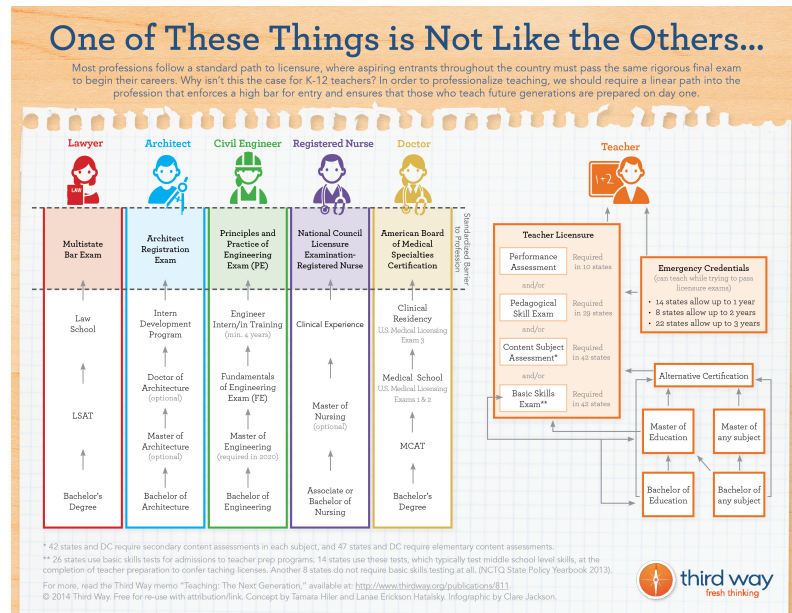 One of These Things is Not Like the Others...
Most professions follow a standard path to licensure, where aspiring entrants throughout the country must pass the same rigorous final exam
to begin their careers. Why isn't this the case for K-12 teachers? In order to professionalize teaching, we should require a linear path into the
profession that enforces a high bar for entry and ensures that those who teach future generations are prepared on day one.
Lawyer
LAW
Multistate
Bar Exam
Law
School
LSAT
Bachelor's
Degree
Architect
Architect
Registration
Exam
Intern
Development
Program
Doctor of
Architecture
(optional)
Master of
Architecture
(optional)
Bachelor of
Architecture
Civil Engineer
Principles and
Practice of
Engineering
Exam (PE)
Engineer
Intern/in Training
(min. 4 years)
Fundamentals
of Engineering
Exam (FE)
Master of
Engineering
(required in 2020)
Bachelor of
Engineering
Registered Nurse
National Council
Licensure
Examination-
Registered Nurse
Clinical Experience
Master of
Nursing
(optional)
Associate or
Bachelor of
Nursing
Doctor
American Board
of Medical
Specialties
Certification
Clinical
Residency
U.S. Medical Licensing
Exam 3
Medical School
U.S. Medical Licensing
Exams 1 & 2
MCAT
Bachelor's
Degree
Standardized Barrier
to Profession
Teacher
1+2
Teacher Licensure
Performance
Assessment
Required
in 10 states
and/or
Pedagogical
Skill Exam
Required
in 29 states
and/or
Content Subject
Assessment*
Required
in 42 states
and/or
Basic Skills
Exam**
Required
in 42 states
Emergency Credentials
(can teach while trying to pass
licensure exams)
• 14 states allow up to 1 year
• 8 states allow up to 2 years
• 22 states allow up to 3 years
Alternative Certification
Master of
Education
Master of
any subject
Bachelor of
Education
Bachelor of
any subject
* 42 states and DC require secondary content assessments in each subject, and 47 states and DC require elementary content assessments.
** 26 states use basic skills tests for admissions to teacher prep programs. 14 states use these tests, which typically test middle school level skills, at the
completion of teacher preparation to confer taching licenses. Another 8 states do not require basic skills testing at all. (NCTQ State Policy Yearbook 2013).
For more, read the Third Way memo "Teaching: The Next Generation," available at: http://www.thirdway.org/publications/811.
© 2014 Third Way. Free for re-use with attribution/link. Concept by Tamara Hiler and Lanae Erickson Hatalsky. Infographic by Clare Jackson.
third way
fresh thinking